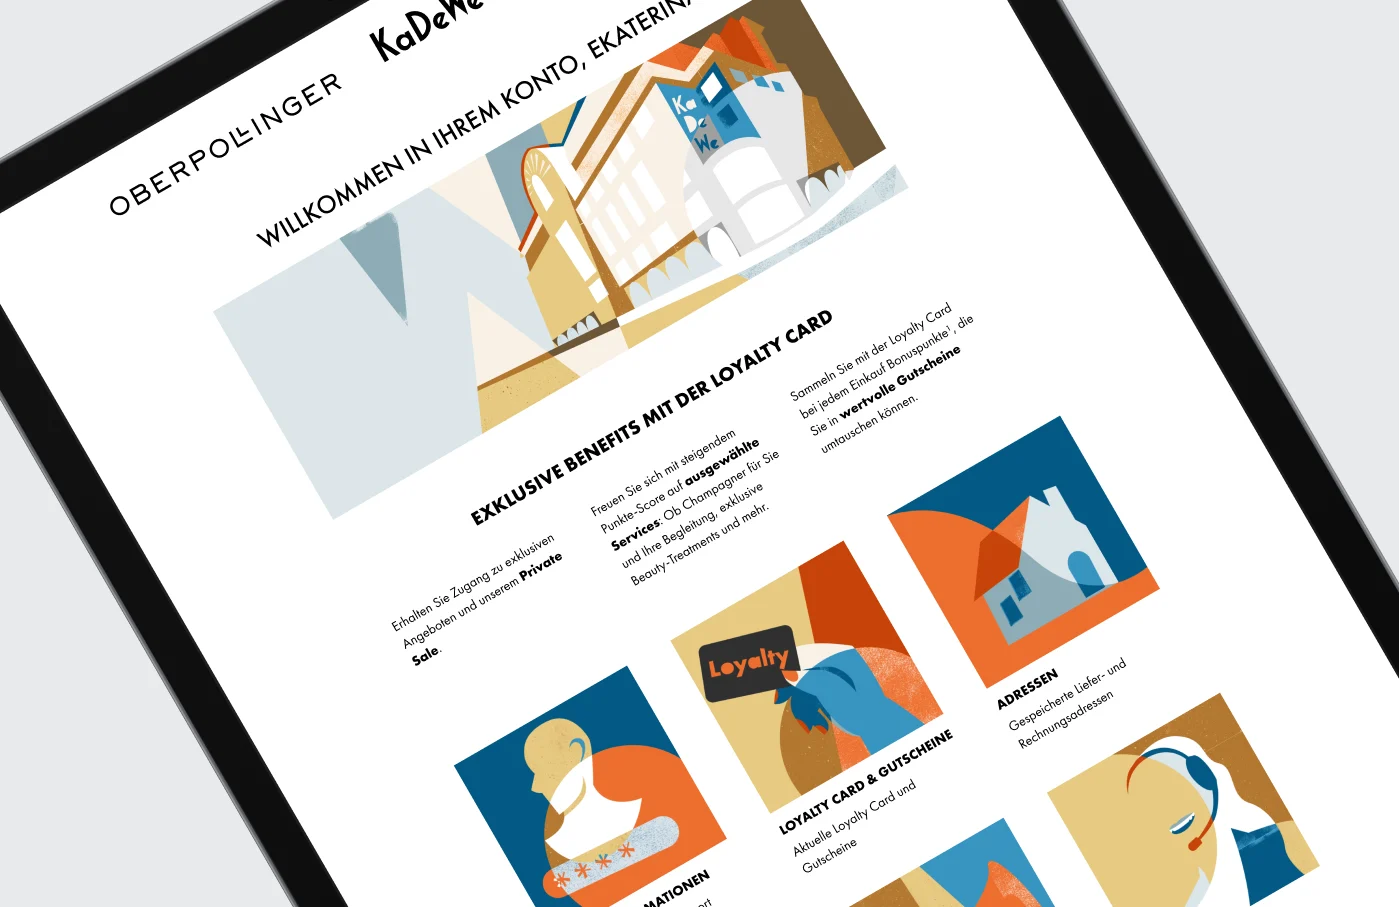 OBERPOLLINGER
KaDeWe
WILLKOMMEN IN IHREM KONTO, EKATERINA
Ka
De
We
EXKLUSIVE BENEFITS MIT DER LOYALTY CARD
Erhalten Sie Zugang zu exklusiven
Angeboten und unserem Private
Sale.
Freuen Sie sich mit steigendem
Punkte-Score auf ausgewählte
Services: Ob Champagner für Sie
und Ihre Begleitung, exklusive
Beauty-Treatments und mehr.
Sammeln Sie mit der Loyalty Card
bei jedem Einkauf Bonuspunkte¹, die
Sie in wertvolle Gutscheine
umtauschen können.
Loyalty
LOYALTY CARD & GUTSCHEINE
Aktuelle Loyalty Card und
Gutscheine
ADRESSEN
Gespeicherte Liefer- und
Rechnungsadressen